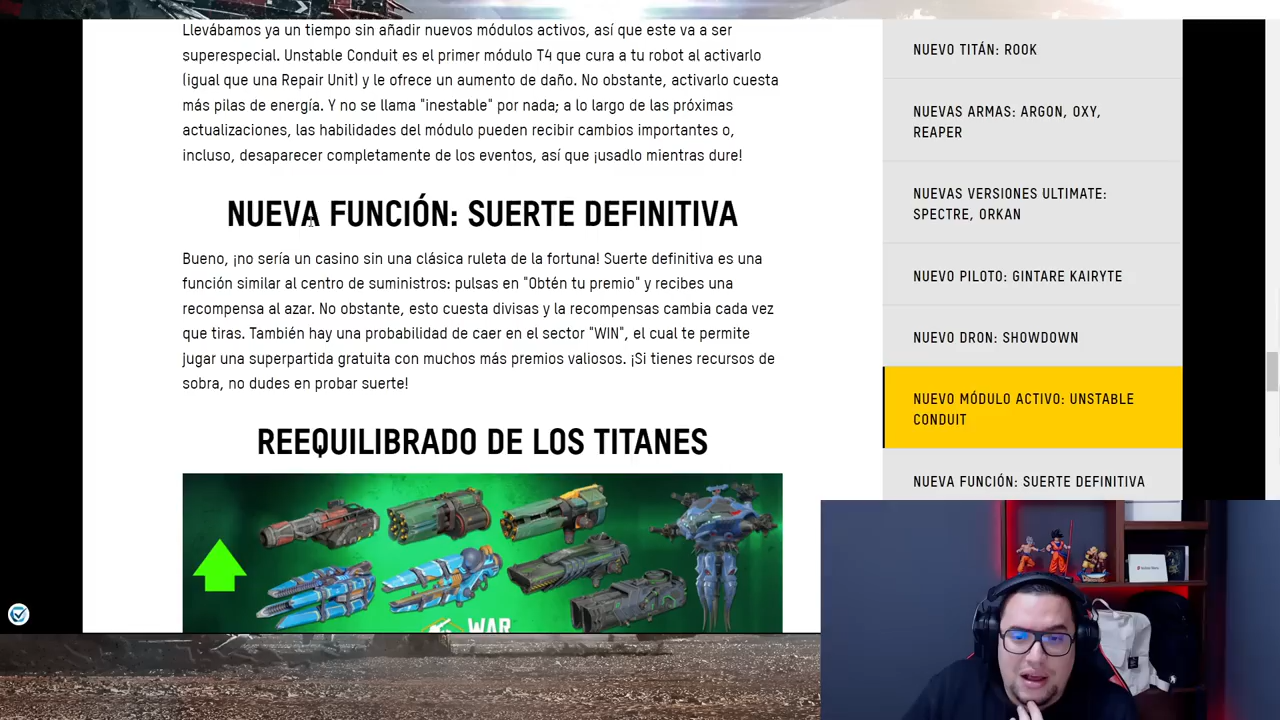 Llevábamos ya un tiempo sin añadir nuevos módulos activos, así que este va a ser
superespecial. Unstable Conduit es el primer módulo T4 que cura a tu robot al activarlo
(igual que una Repair Unit) y le ofrece un aumento de daño. No obstante, activarlo cuesta
más pilas de energía. Y no se llama "inestable" por nada; a lo largo de las próximas
actualizaciones, las habilidades del módulo pueden recibir cambios importantes o,
incluso, desaparecer completamente de los eventos, así que ¡usadlo mientras dure!
NUEVA FUNCIÓN: SUERTE DEFINITIVA
Bueno, ¡no sería un casino sin una clásica ruleta de la fortuna! Suerte definitiva es una
función similar al centro de suministros: pulsas en "Obtén tu premio" y recibes una
recompensa al azar. No obstante, esto cuesta divisas y la recompensas cambia cada vez
que tiras. También hay una probabilidad de caer en el sector "WIN", el cual te permite
jugar una superpartida gratuita con muchos más premios valiosos. ¡Si tienes recursos de
sobra, no dudes en probar suerte!
REEQUILIBRADO DE LOS TITANES
WAR
NUEVO TITÁN: ROOK
NUEVAS ARMAS: ARGON, OXY,
REAPER
NUEVAS VERSIONES ULTIMATE:
SPECTRE, ORKAN
NUEVO PILOTO: GINTARE KAIRYTE
NUEVO DRON: SHOWDOWN
NUEVO MÓDULO ACTIVO: UNSTABLE
CONDUIT
NUEVA FUNCIÓN: SUERTE DEFINITIVA